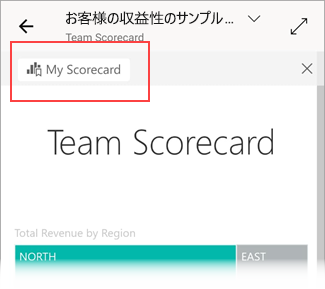 お客様の収益性のサンプル...
Team Scorecard
My Scorecard
Team Scorecard
Total Revenue by Region
NORTH EAST